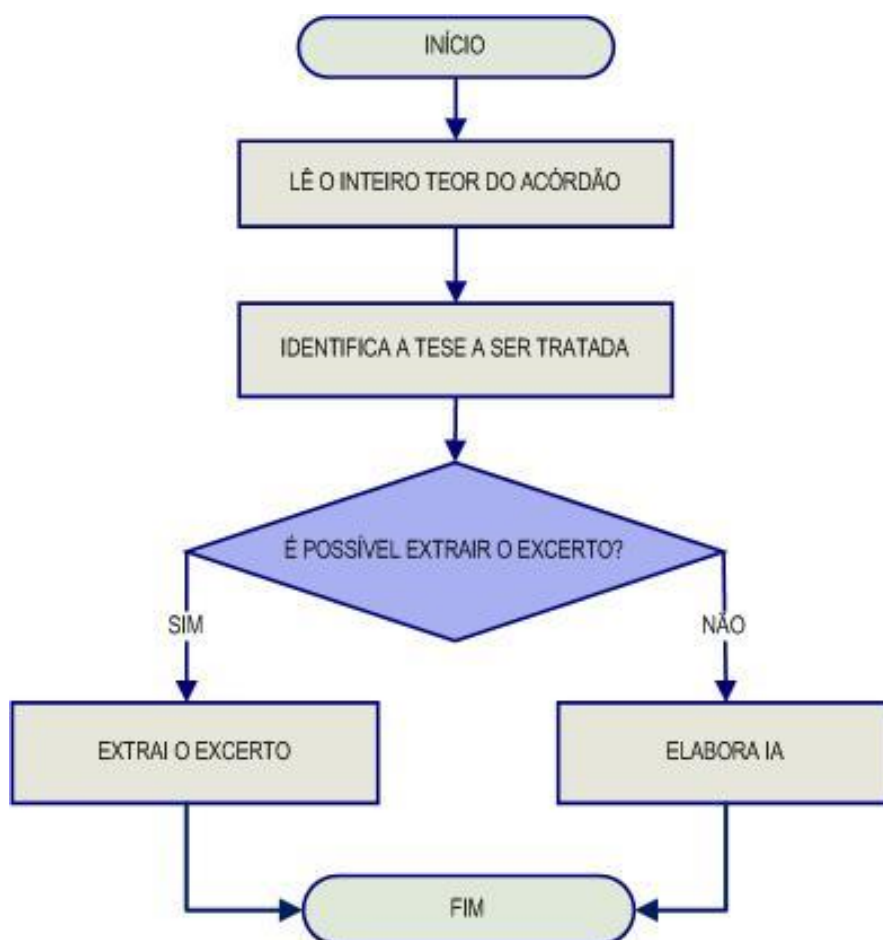 INÍCIO
LÊ O INTEIRO TEOR DO ACÓRDÃO
IDENTIFICA A TESE A SER TRATADA
É POSSÍVEL EXTRAIR O EXCERTO?
SIM
NÃO
EXTRAI O EXCERTO
ELABORA IA
FIM